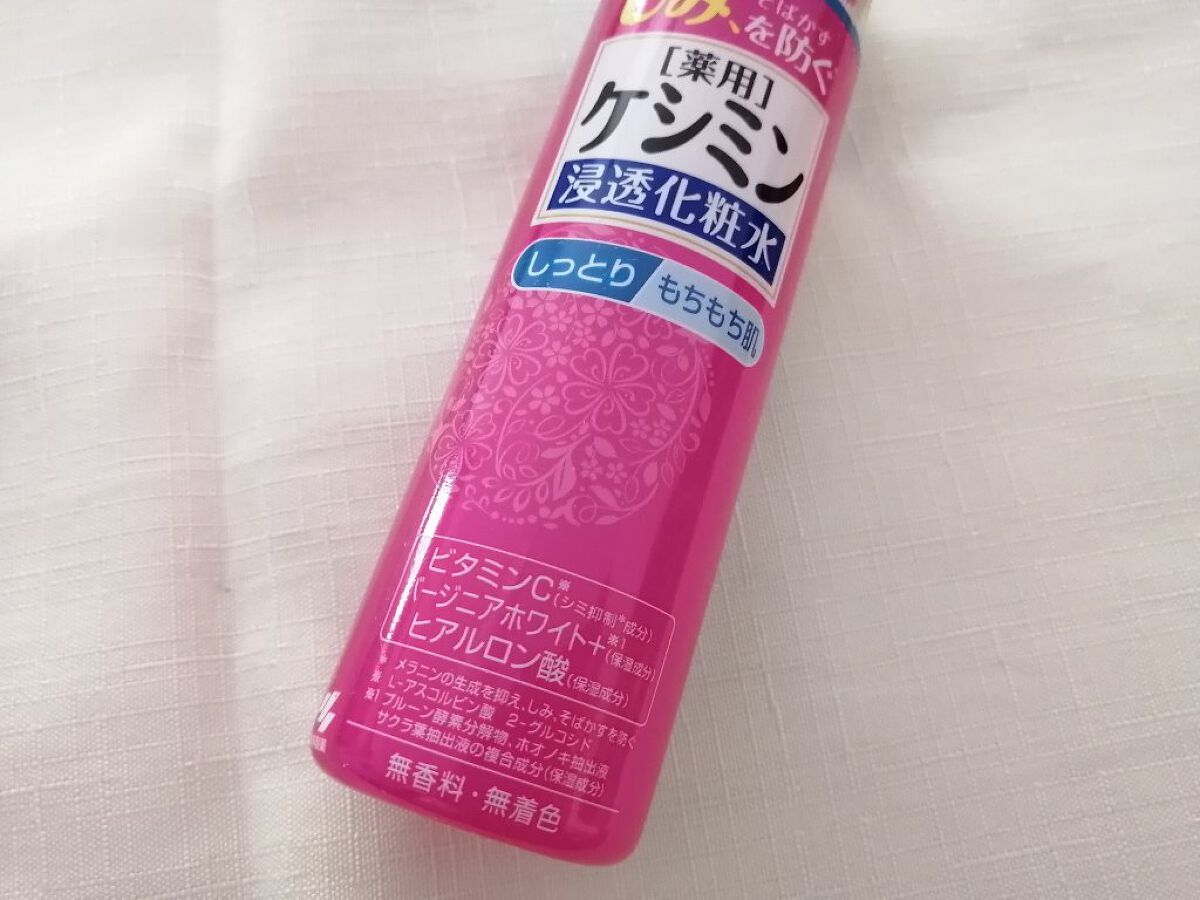 しみ、そばかす
を防ぐ
[薬用]
ケシミン
浸透化粧水
しっとり もちもち肌
ビタミンC※(シミ抑制*成分)
バージニアホワイト+※1(保湿成分)
ヒアルロン酸(保湿成分)
* メラニンの生成を抑え、しみ、そばかすを防ぐ
※ L-アスコルビン酸 2-グルコシド
※1 プルーン酵素分解物、ホオノキ抽出液
サクラ葉抽出液の複合成分(保湿成分)
無香料・無着色